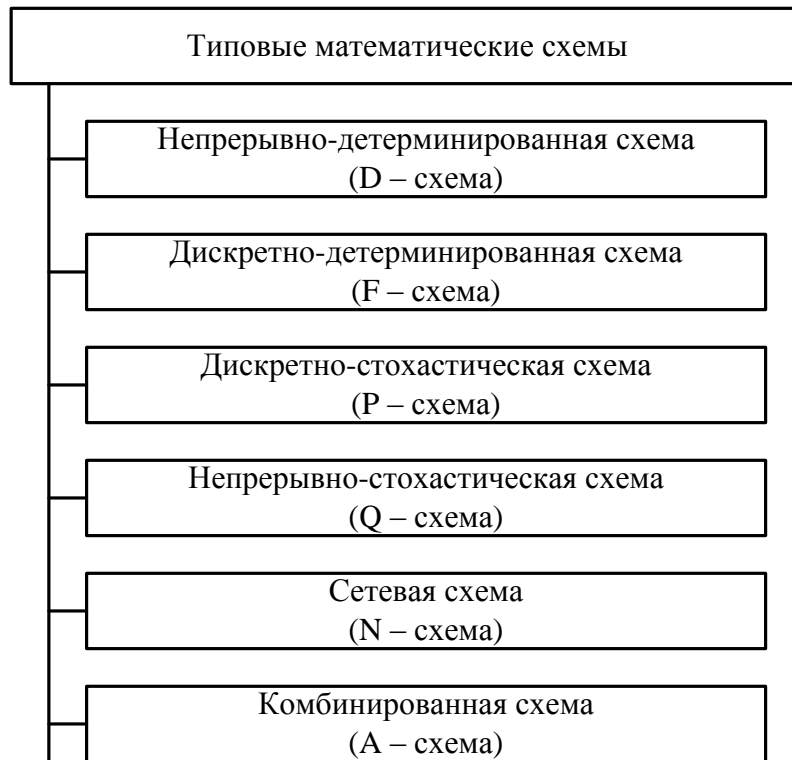 Типовые математические схемы
Непрерывно-детерминированная схема
(D – схема)
Дискретно-детерминированная схема
(F – схема)
Дискретно-стохастическая схема
(P – схема)
Непрерывно-стохастическая схема
(Q – схема)
Сетевая схема
(N – схема)
Комбинированная схема
(A – схема)